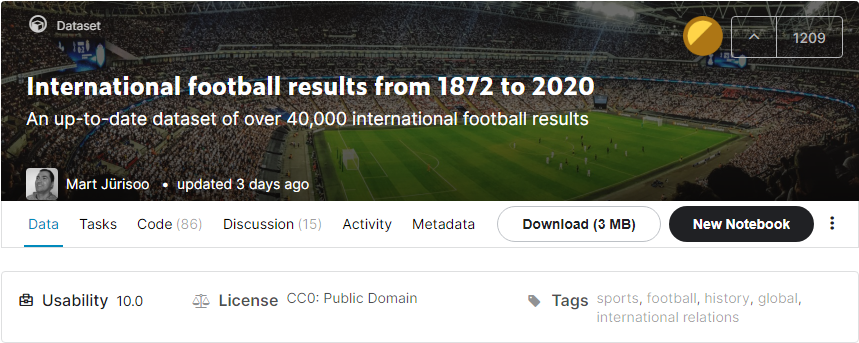 Dataset
1209
International football results from 1872 to 2020
An up-to-date dataset of over 40,000 international football results
Mart Jürisoo • updated 3 days ago
Data Tasks Code (86) Discussion (15) Activity Metadata Download (3 MB) New Notebook
Usability 10.0 License CC0: Public Domain Tags sports, football, history, global,
international relations